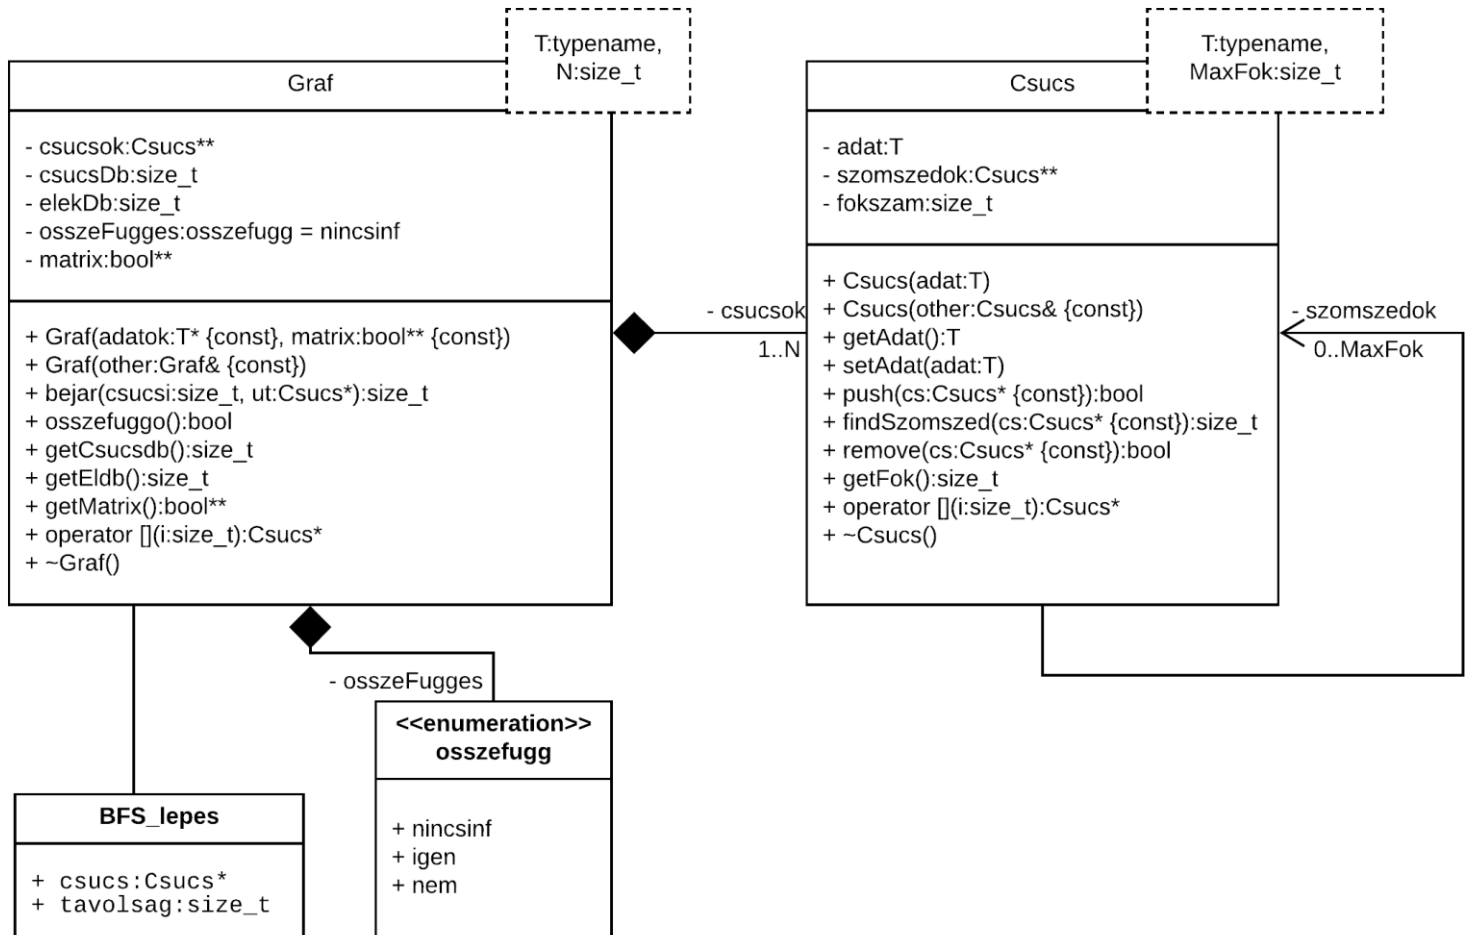 T:typename,
N:size_t
Graf
- csucsok:Csucs**
- csucsDb:size_t
- elekDb:size_t
- osszeFugges:osszefugg = nincsinf
- matrix:bool**
+ Graf(adatok:T* {const}, matrix:bool** {const})
+ Graf(other:Graf& {const})
+ bejar(csucsi:size_t, ut:Csucs*):size_t
+ osszefuggo():bool
+ getCsucsdb():size_t
+ getEldb():size_t
+ getMatrix():bool**
+ operator [](i:size_t):Csucs*
+ ~Graf()
- csucsok
1..N
T:typename,
MaxFok:size_t
Csucs
- adat:T
- szomszedok:Csucs**
- fokszam:size_t
+ Csucs(adat:T)
+ Csucs(other:Csucs& {const})
+ getAdat():T
+ setAdat(adat:T)
+ push(cs:Csucs* {const}):bool
+ findSzomszed(cs:Csucs* {const}):size_t
+ remove(cs:Csucs* {const}):bool
+ getFok():size_t
+ operator [](i:size_t):Csucs*
+ ~Csucs()
- szomszedok
0..MaxFok
- osszeFugges
<<enumeration>>
osszefugg
+ nincsinf
+ igen
+ nem
BFS_lepes
+ csucs:Csucs*
+ tavolsag:size_t